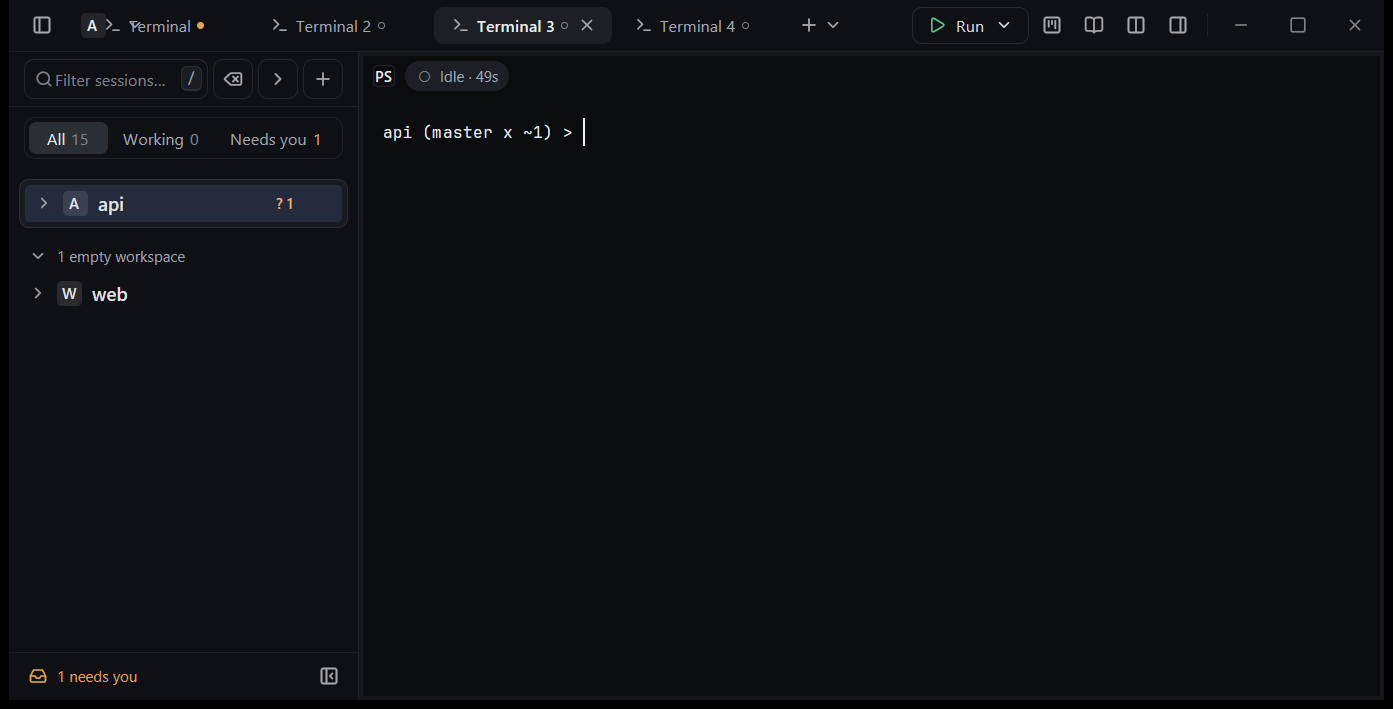 A Terminal Terminal 2 Terminal 3 Terminal 4 Run
Filter sessions... /
PS Idle · 49s
api (master x ~1) >
All 15 Working 0 Needs you 1
A api ? 1
1 empty workspace
W web
1 needs you